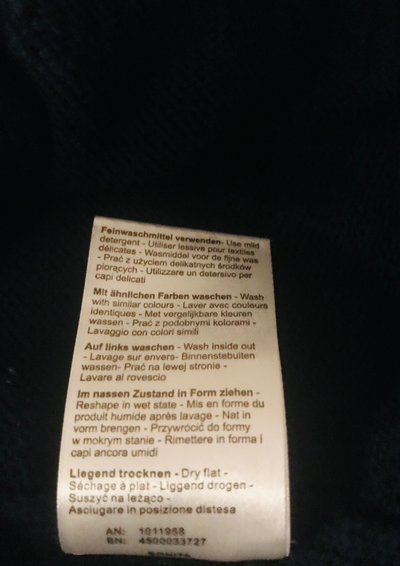 Feinwaschmittel verwenden- Use mild
detergent - Utiliser lessive pour textiles
délicates - Wasmiddel voor de fijne was
- Prać z użyciem delikatnych środków
piorących - Utilizzare un detersivo per
capi delicati
Mit ähnlichen Farben waschen - Wash
with similar colours - Laver avec couleurs
identiques - Met vergelijkbare kleuren
wassen - Prać z podobnymi kolorami -
Lavaggio con colori simili
Auf links waschen - Wash inside out
- Lavage sur envers- Binnenstebuiten
wassen- Prać na lewej stronie -
Lavare al rovescio
Im nassen Zustand in Form ziehen -
Reshape in wet state - Mis en forme du
produit humide après lavage - Nat in
vorm brengen - Przywrócić do formy
w mokrym stanie - Rimettere in forma i
capi ancora umidi
Liegend trocknen - Dry flat -
Séchage à plat - Liggend drogen -
Suszyć na leżąco -
Asciugare in posizione distesa
AN: 1011958
BN: 4500033727
BONITA